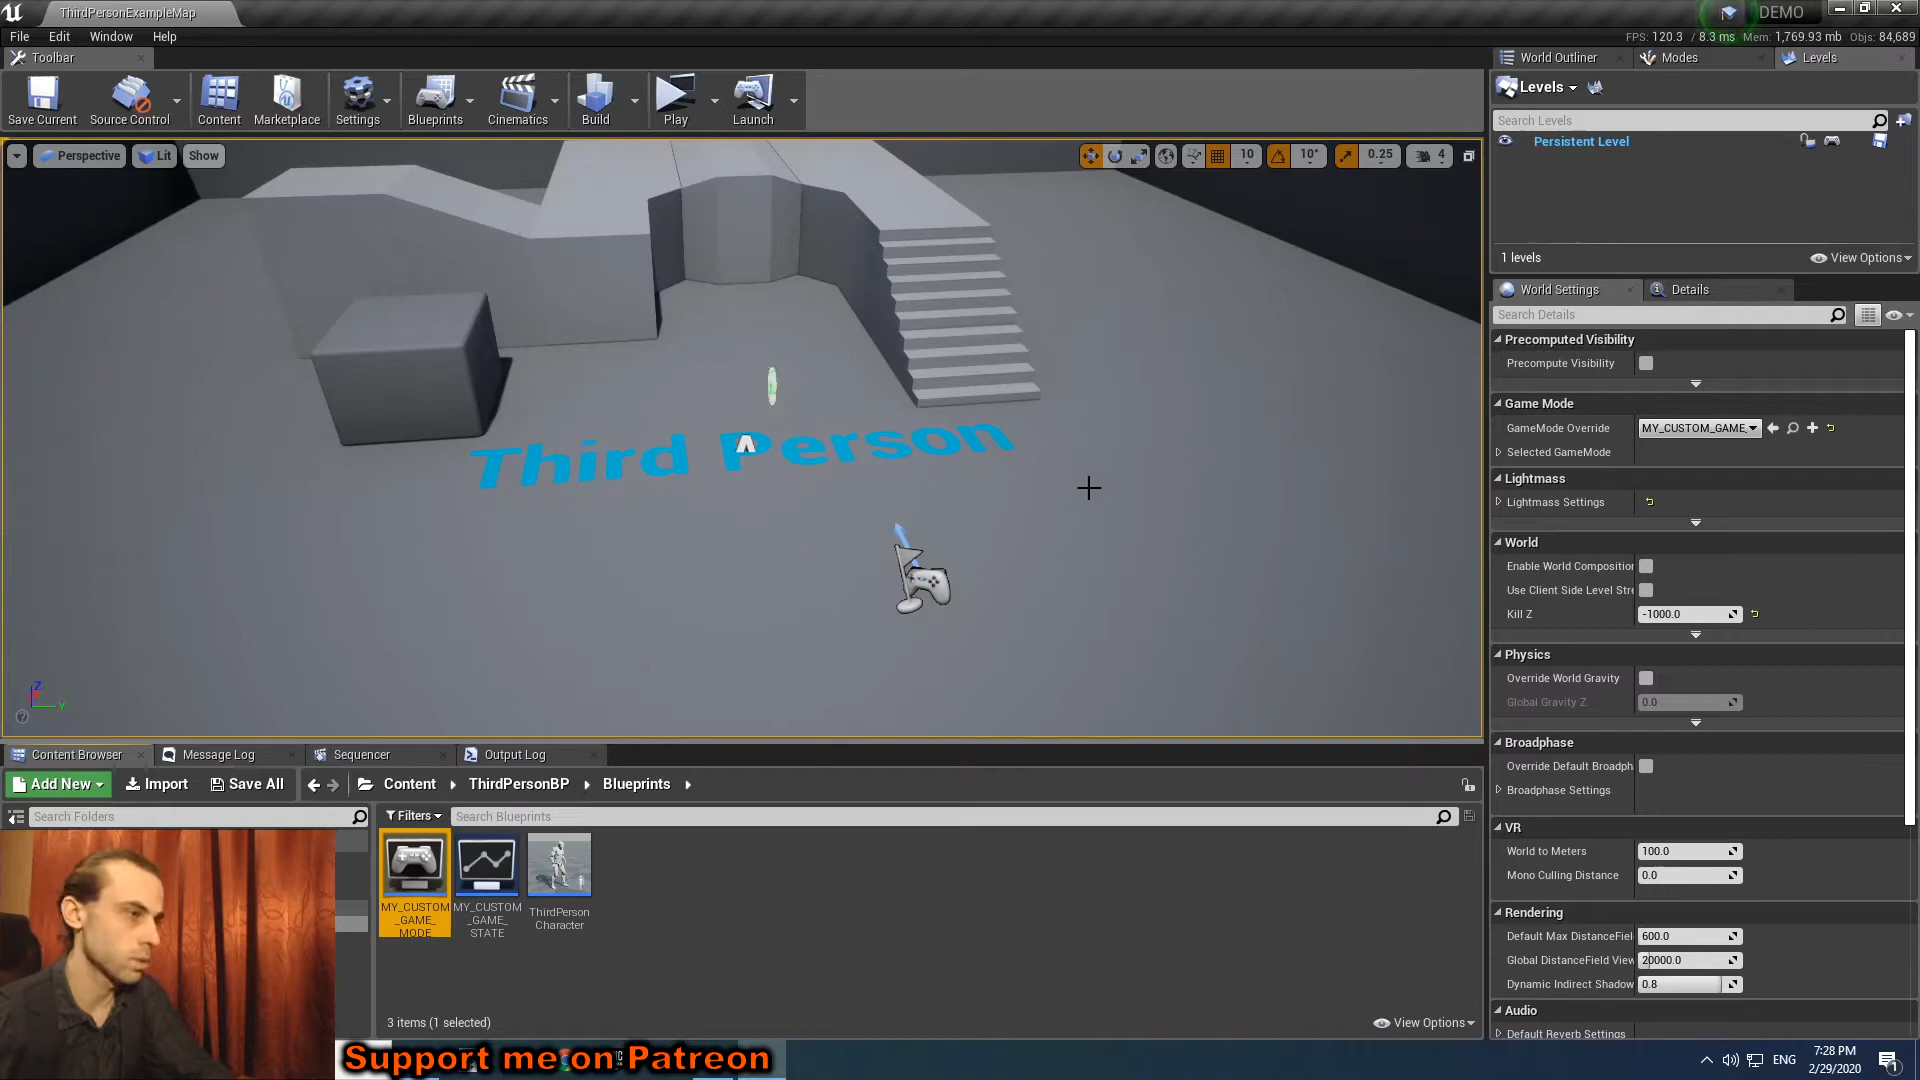 ThirdPersonExampleMap
DEMO
File Edit Window Help
FPS: 120.3 / 8.3 ms Mem: 1,769.93 mb Objs: 84,689
Toolbar
World Outliner Modes Levels
Save Current Source Control Content Marketplace Settings Blueprints Cinematics Build Play Launch
Levels
Search Levels
Persistent Level
1 levels
View Options
Perspective Lit Show
10 10° 0.25 4
Third Person
Z
Y
World Settings Details
Search Details
Precomputed Visibility
Precompute Visibility
Game Mode
GameMode Override MY_CUSTOM_GAME_
Selected GameMode
Lightmass
Lightmass Settings
World
Enable World Composition
Use Client Side Level Stre
Kill Z -1000.0
Physics
Override World Gravity
Global Gravity Z 0.0
Broadphase
Override Default Broadph
Broadphase Settings
VR
World to Meters 100.0
Mono Culling Distance 0.0
Rendering
Default Max DistanceFiel 600.0
Global DistanceField View 20000.0
Dynamic Indirect Shadow 0.8
Audio
Default Reverb Settings
Content Browser Message Log Sequencer Output Log
Add New Import Save All Content ThirdPersonBP Blueprints
Search Folders
Filters Search Blueprints
MY_CUSTOM
_GAME_
MODE
MY_CUSTOM
_GAME_
STATE
ThirdPerson
Character
3 items (1 selected)
View Options
Support me on Patreon
ENG
7:28 PM
2/29/2020
1